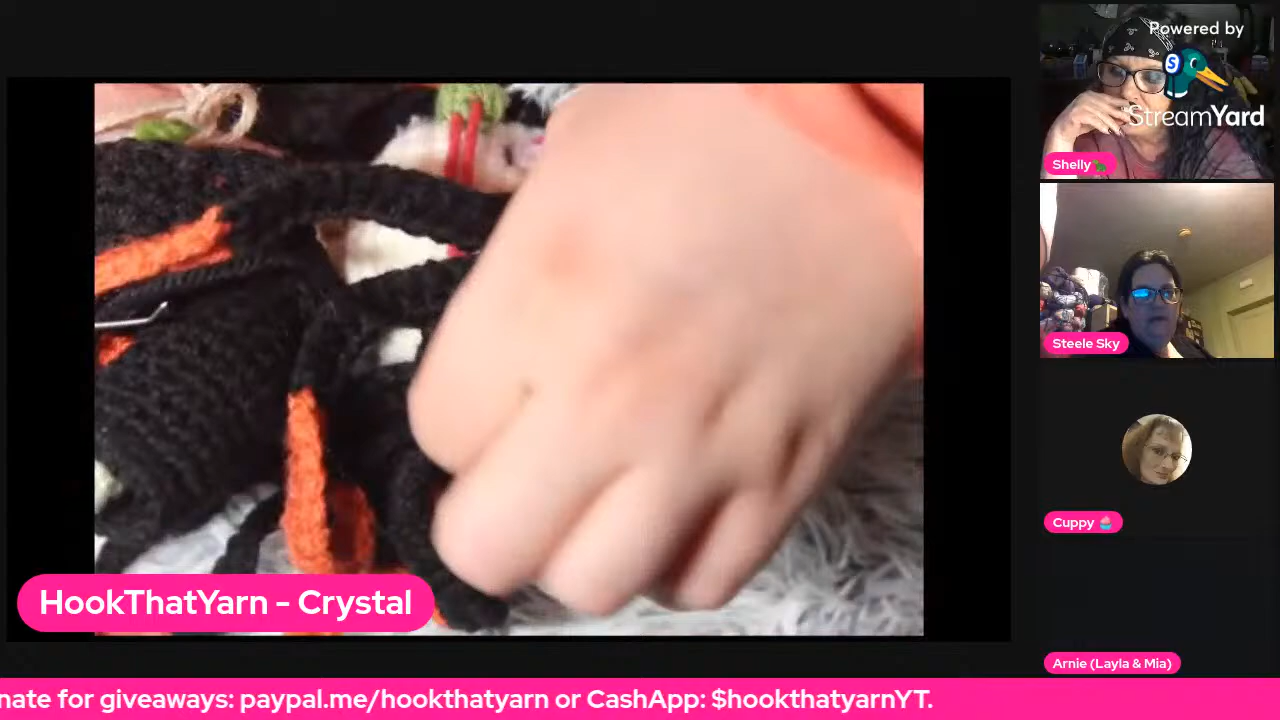 Powered by
StreamYard
Shelly
Steele Sky
Cuppy
Arnie (Layla & Mia)
HookThatYarn - Crystal
nate for giveaways: paypal.me/hookthatyarn or CashApp: $hookthatyarnYT.